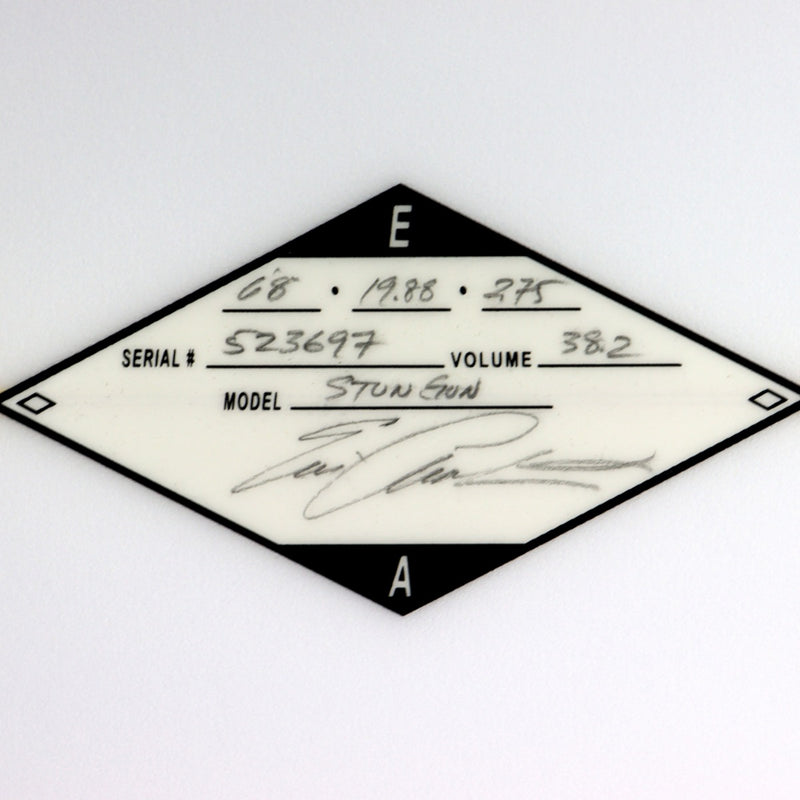 E
6'8 • 19.88 • 2.75
SERIAL # 523697 VOLUME 38.2
MODEL STUN GUN
A